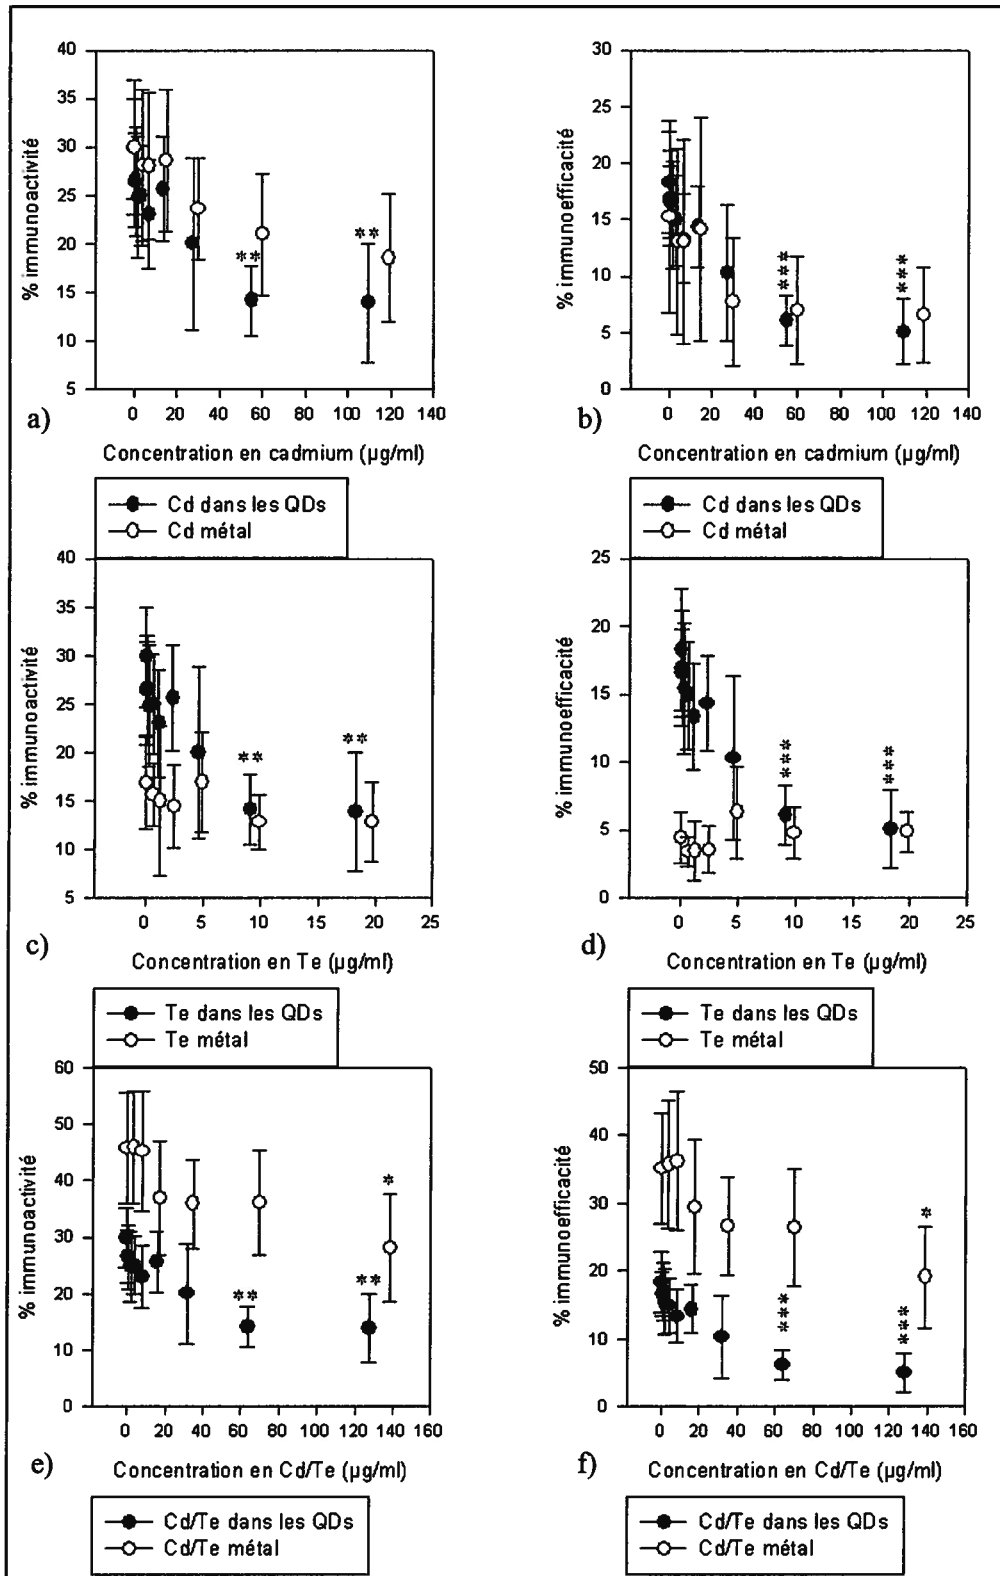 40
35
30
25
20
15
10
5
% immunoactivité
**
**
0 20 40 60 80 100 120 140
a)
Concentration en cadmium (µg/ml)
Cd dans les QDs
Cd métal
30
25
20
15
10
5
0
% immunoefficacité
***
***
0 20 40 60 80 100 120 140
b)
Concentration en cadmium (µg/ml)
Cd dans les QDs
Cd métal
40
35
30
25
20
15
10
5
% immunoactivité
**
**
0 5 10 15 20 25
c)
Concentration en Te (µg/ml)
Te dans les QDs
Te métal
25
20
15
10
5
0
% immunoefficacité
***
***
0 5 10 15 20 25
d)
Concentration en Te (µg/ml)
Te dans les QDs
Te métal
60
50
40
30
20
10
0
% immunoactivité
**
**
*
0 20 40 60 80 100 120 140 160
e)
Concentration en Cd/Te (µg/ml)
Cd/Te dans les QDs
Cd/Te métal
50
40
30
20
10
0
% immunoefficacité
***
***
*
0 20 40 60 80 100 120 140 160
f)
Concentration en Cd/Te (µg/ml)
Cd/Te dans les QDs
Cd/Te métal